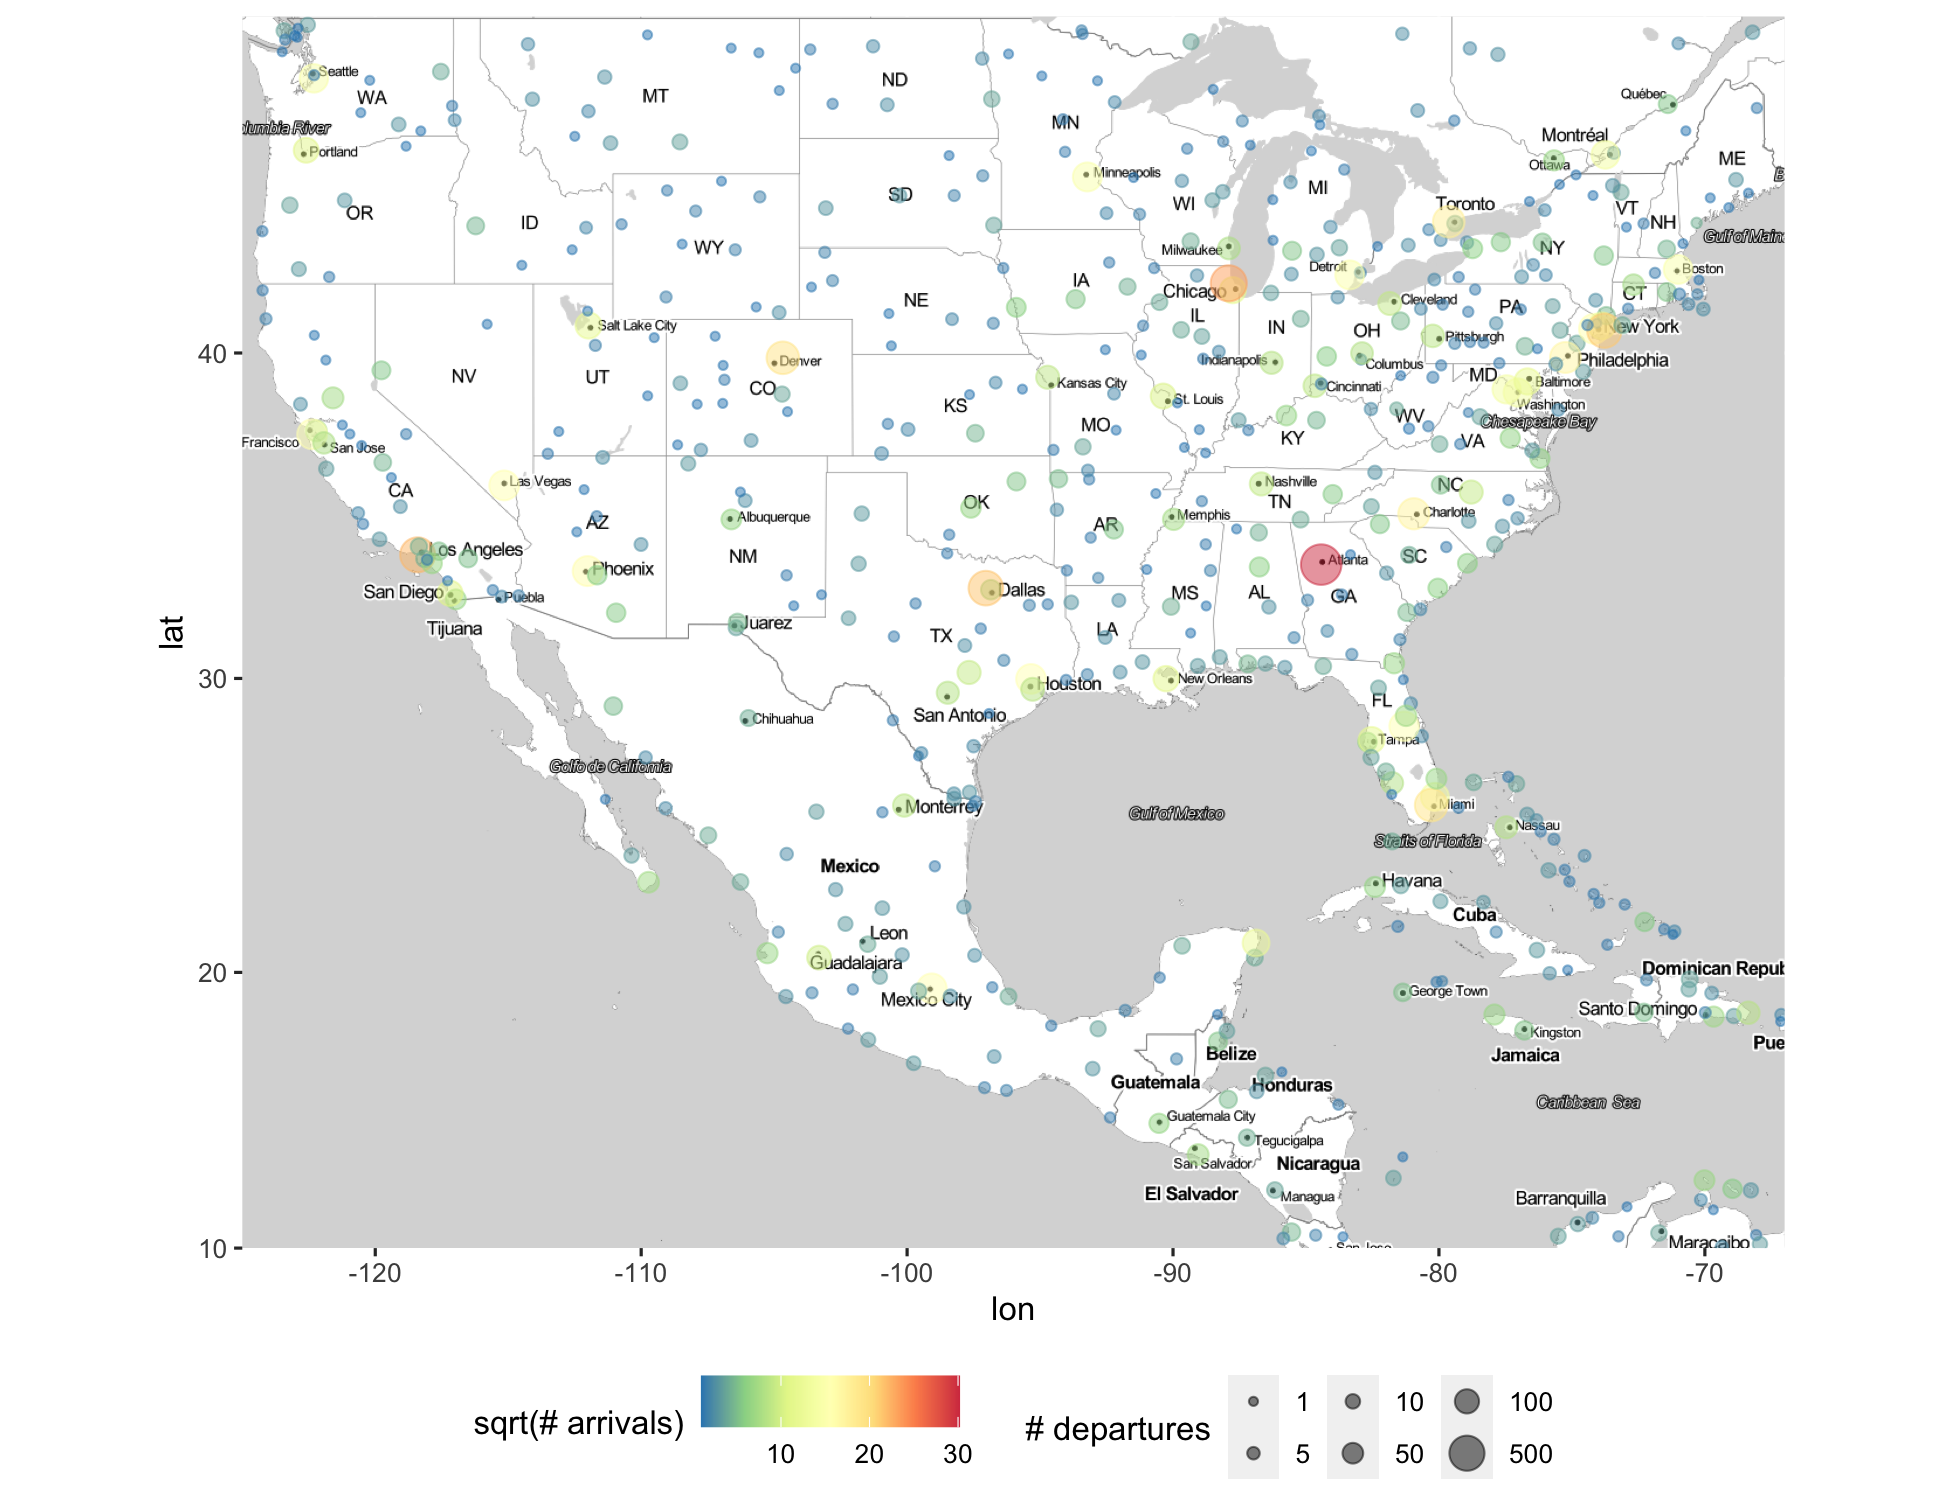 Seattle
WA
lumbia River
Portland
OR
ID
MT
WY
ND
SD
NE
MN
Minneapolis
WI
MI
Milwaukee
Chicago
IA
IL
IN
OH
Detroit
Toronto
Cleveland
Pittsburgh
Columbus
Indianapolis
Cincinnati
Québec
Montréal
Ottawa
ME
VT
NH
NY
Gulf of Maine
Boston
CT
PA
New York
Philadelphia
MD
Baltimore
Washington
Chesapeake Bay
WV
VA
KY
40
NV
UT
Salt Lake City
Denver
CO
KS
Kansas City
MO
St. Louis
Francisco
San Jose
CA
Las Vegas
AZ
Albuquerque
NM
OK
AR
Nashville
TN
Memphis
NC
Charlotte
SC
Atlanta
GA
AL
MS
LA
Los Angeles
San Diego
Phoenix
Puebla
Tijuana
Juarez
Dallas
TX
lat
30
Houston
San Antonio
New Orleans
FL
Tampa
Miami
Chihuahua
Golfo de California
Monterrey
Gulf of Mexico
Straits of Florida
Nassau
Mexico
Havana
Cuba
Leon
Guadalajara
Mexico City
20
Dominican Repub
George Town
Santo Domingo
Kingston
Jamaica
Pue
Belize
Guatemala
Honduras
Guatemala City
Tegucigalpa
San Salvador
Nicaragua
El Salvador
Managua
Caribbean Sea
Barranquilla
Maracaibo
San Jose
10
-120 -110 -100 -90 -80 -70
lon
sqrt(# arrivals)
10 20 30
# departures
1 10 100
5 50 500